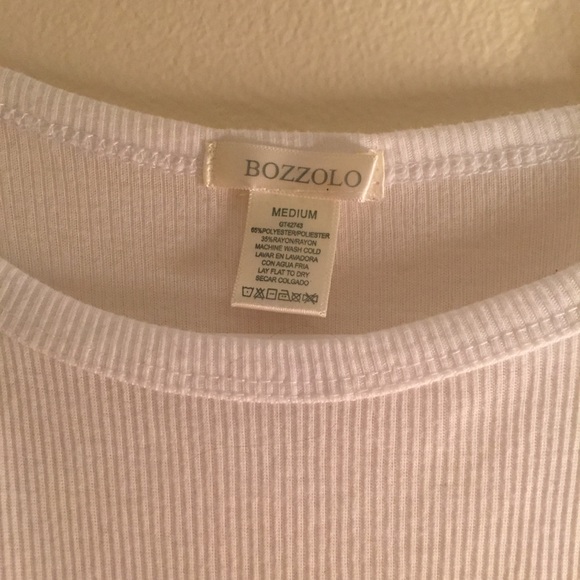 BOZZOLO
MEDIUM
GT42743
65%POLYESTER/POLIESTER
35%RAYON/RAYON
MACHINE WASH COLD
LAVAR EN LAVADORA
CON AGUA FRIA
LAY FLAT TO DRY
SECAR COLGADO